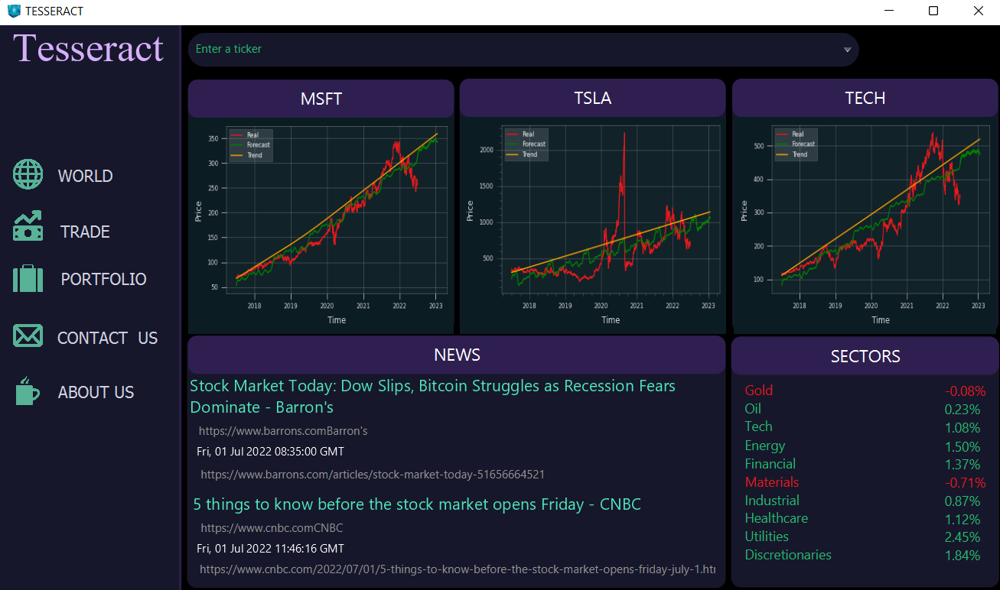 TESSERACT
Tesseract
WORLD
TRADE
PORTFOLIO
CONTACT US
ABOUT US
Enter a ticker
MSFT
Real
Forecast
Trend
350
300
250
200
150
100
50
Price
2018 2019 2020 2021 2022 2023
Time
TSLA
Real
Forecast
Trend
2000
1500
1000
500
Price
2018 2019 2020 2021 2022 2023
Time
TECH
Real
Forecast
Trend
500
400
300
200
100
Price
2018 2019 2020 2021 2022 2023
Time
NEWS
Stock Market Today: Dow Slips, Bitcoin Struggles as Recession Fears
Dominate - Barron's
https://www.barrons.comBarron's
Fri, 01 Jul 2022 08:35:00 GMT
https://www.barrons.com/articles/stock-market-today-51656664521
5 things to know before the stock market opens Friday - CNBC
https://www.cnbc.comCNBC
Fri, 01 Jul 2022 11:46:16 GMT
https://www.cnbc.com/2022/07/01/5-things-to-know-before-the-stock-market-opens-friday-july-1.htr
SECTORS
Gold -0.08%
Oil 0.23%
Tech 1.08%
Energy 1.50%
Financial 1.37%
Materials -0.71%
Industrial 0.87%
Healthcare 1.12%
Utilities 2.45%
Discretionaries 1.84%